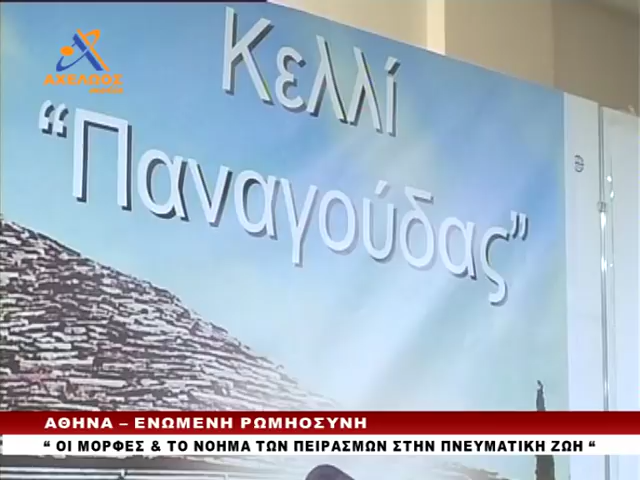 ΑΧΕΛΩΟΣ
Κελλί
“Παναγούδας”
ΑΘΗΝΑ – ΕΝΩΜΕΝΗ ΡΩΜΗΟΣΥΝΗ
“ ΟΙ ΜΟΡΦΕΣ & ΤΟ ΝΟΗΜΑ ΤΩΝ ΠΕΙΡΑΣΜΩΝ ΣΤΗΝ ΠΝΕΥΜΑΤΙΚΗ ΖΩΗ “